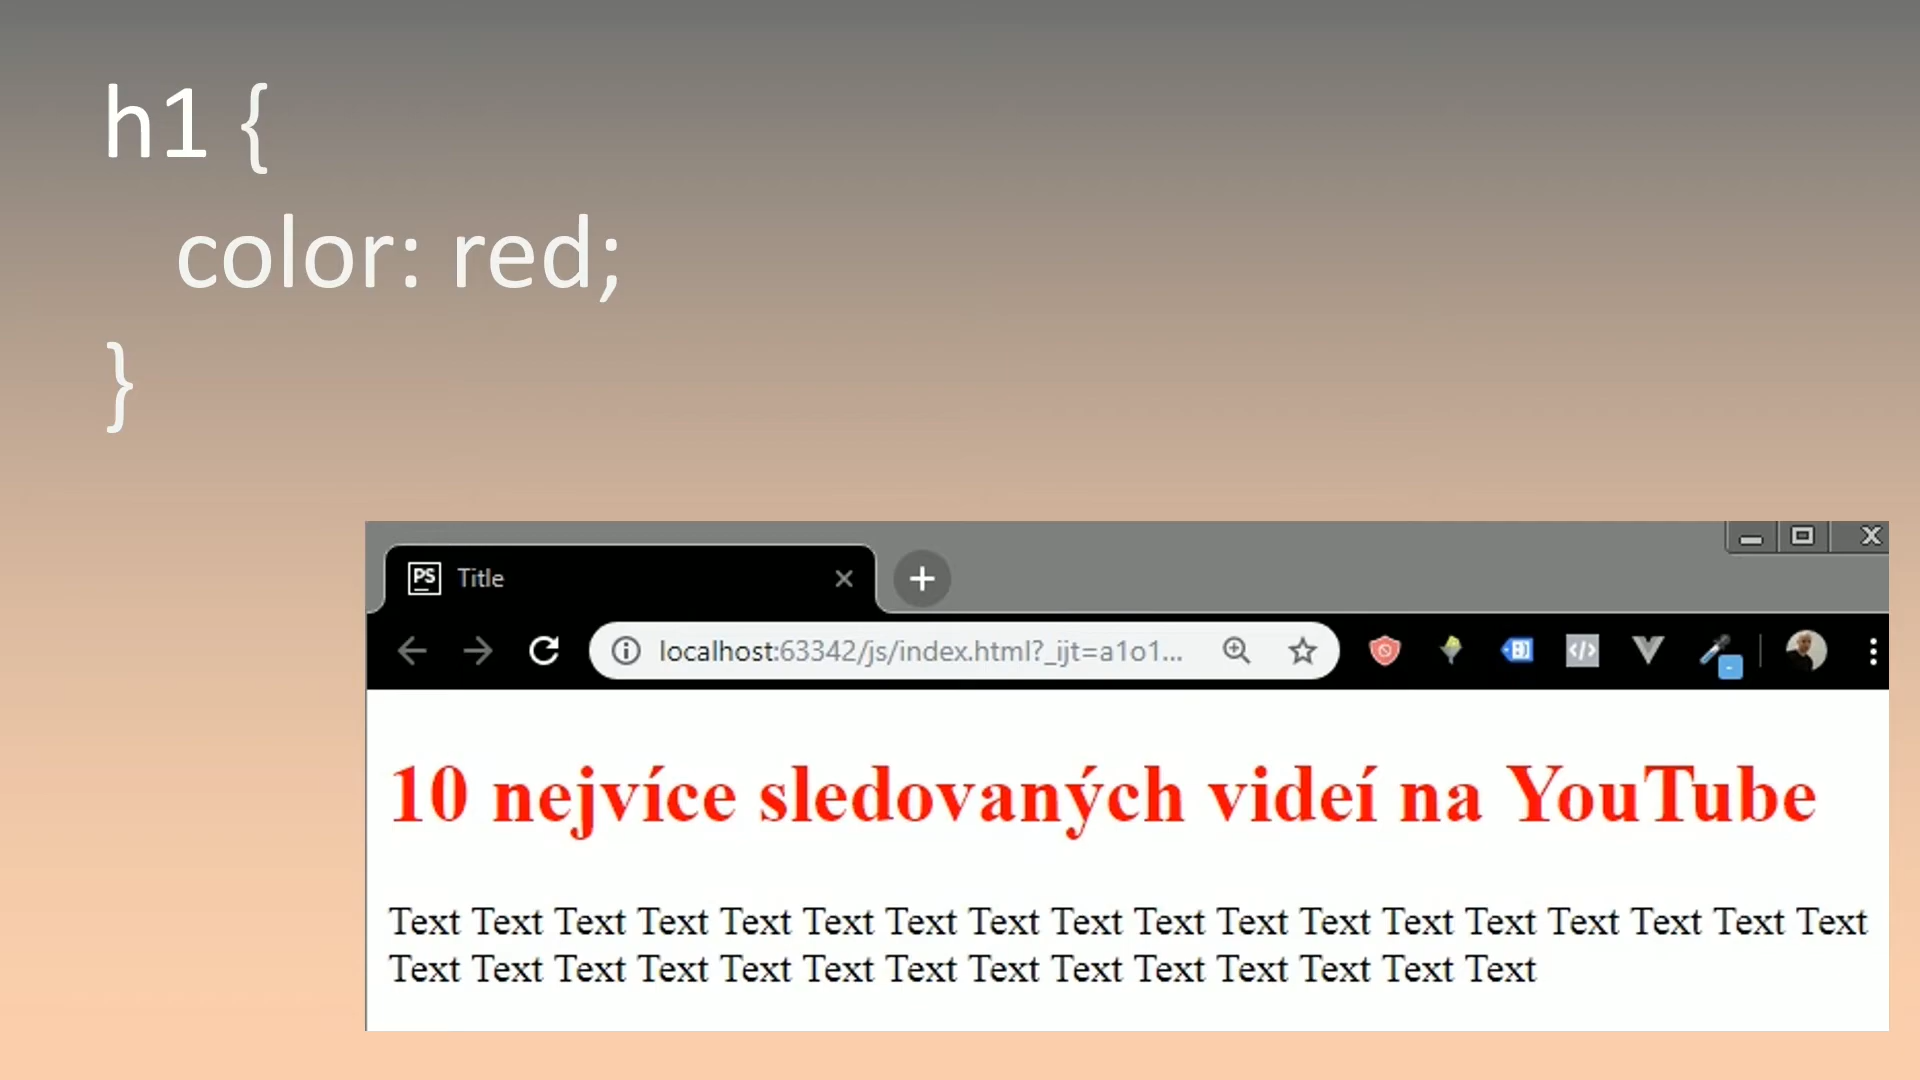 h1 {
color: red;
}
PS Title
localhost:63342/js/index.html?_ijt=a1o1...
10 nejvíce sledovaných videí na YouTube
Text Text Text Text Text Text Text Text Text Text Text Text Text Text Text Text Text Text
Text Text Text Text Text Text Text Text Text Text Text Text Text Text